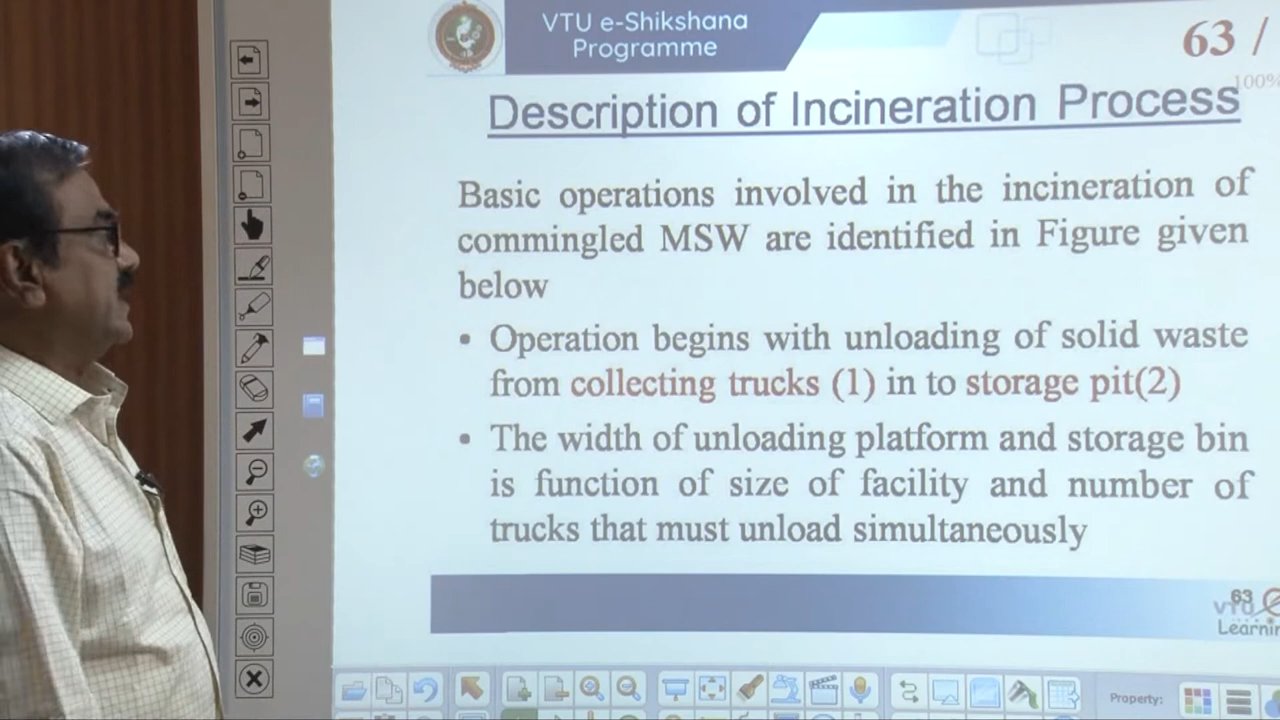 VTU e-Shikshana
Programme
63 /
100%
Description of Incineration Process
Basic operations involved in the incineration of
commingled MSW are identified in Figure given
below
• Operation begins with unloading of solid waste
from collecting trucks (1) in to storage pit(2)
• The width of unloading platform and storage bin
is function of size of facility and number of
trucks that must unload simultaneously
63
VTU
Learnin
Property: